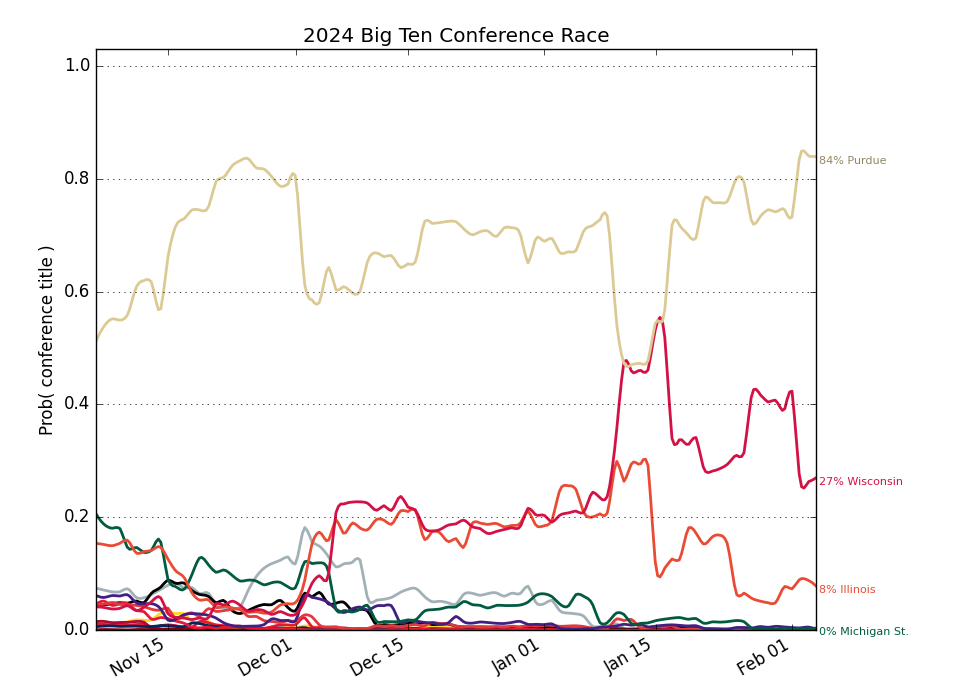 2024 Big Ten Conference Race
1.0
0.8
0.6
0.4
0.2
0.0
Prob( conference title )
84% Purdue
27% Wisconsin
8% Illinois
0% Michigan St.
Nov 15
Dec 01
Dec 15
Jan 01
Jan 15
Feb 01